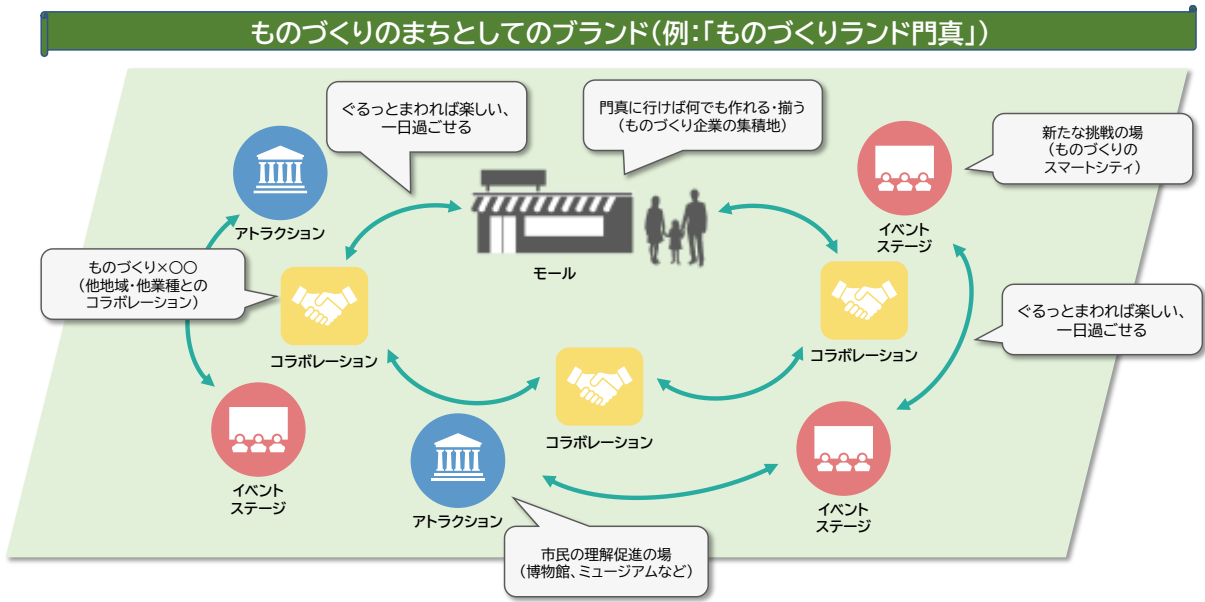 ものづくりのまちとしてのブランド(例:「ものづくりランド門真」)
ぐるっとまわれば楽しい、
一日過ごせる
門真に行けば何でも作れる・揃う
(ものづくり企業の集積地)
新たな挑戦の場
(ものづくりの
スマートシティ)
アトラクション
モール
イベント
ステージ
ものづくり×〇〇
(他地域・他業種との
コラボレーション)
コラボレーション
コラボレーション
ぐるっとまわれば楽しい、
一日過ごせる
コラボレーション
イベント
ステージ
アトラクション
イベント
ステージ
市民の理解促進の場
(博物館、ミュージアムなど)